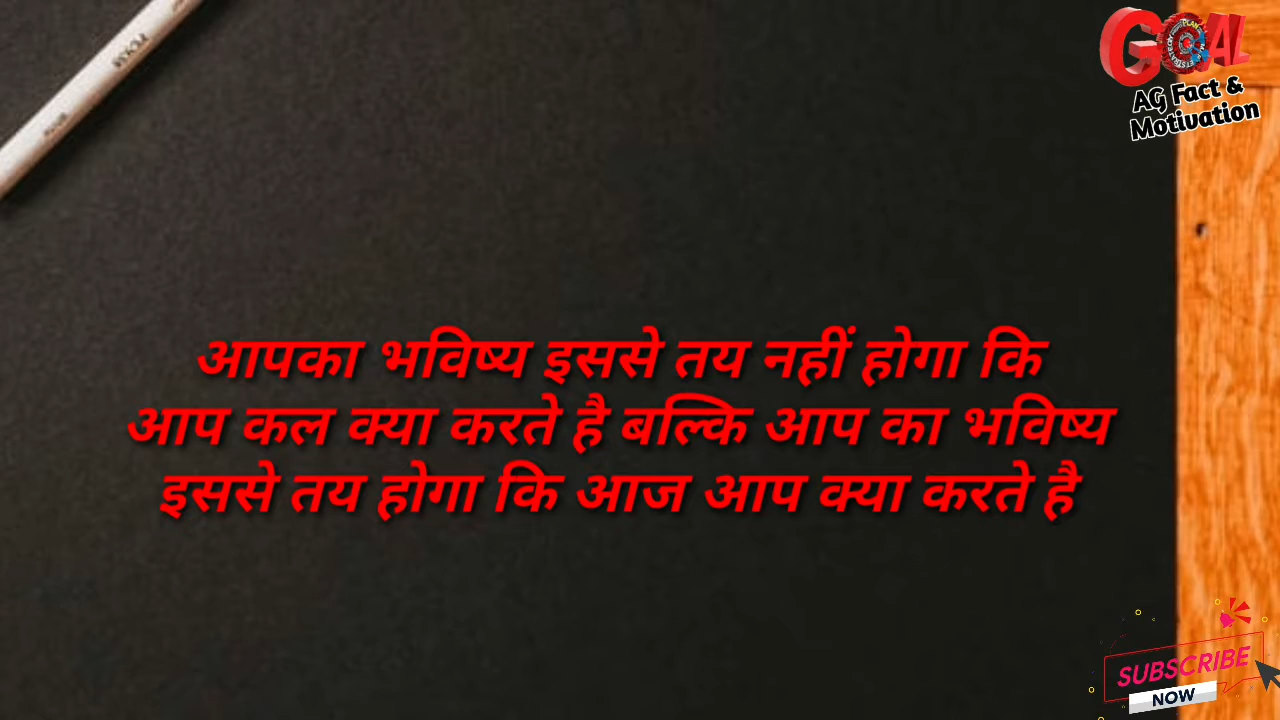 GOAL
AG Fact &
Motivation
आपका भविष्य इससे तय नहीं होगा कि
आप कल क्या करते है बल्कि आप का भविष्य
इससे तय होगा कि आज आप क्या करते है
SUBSCRIBE
NOW